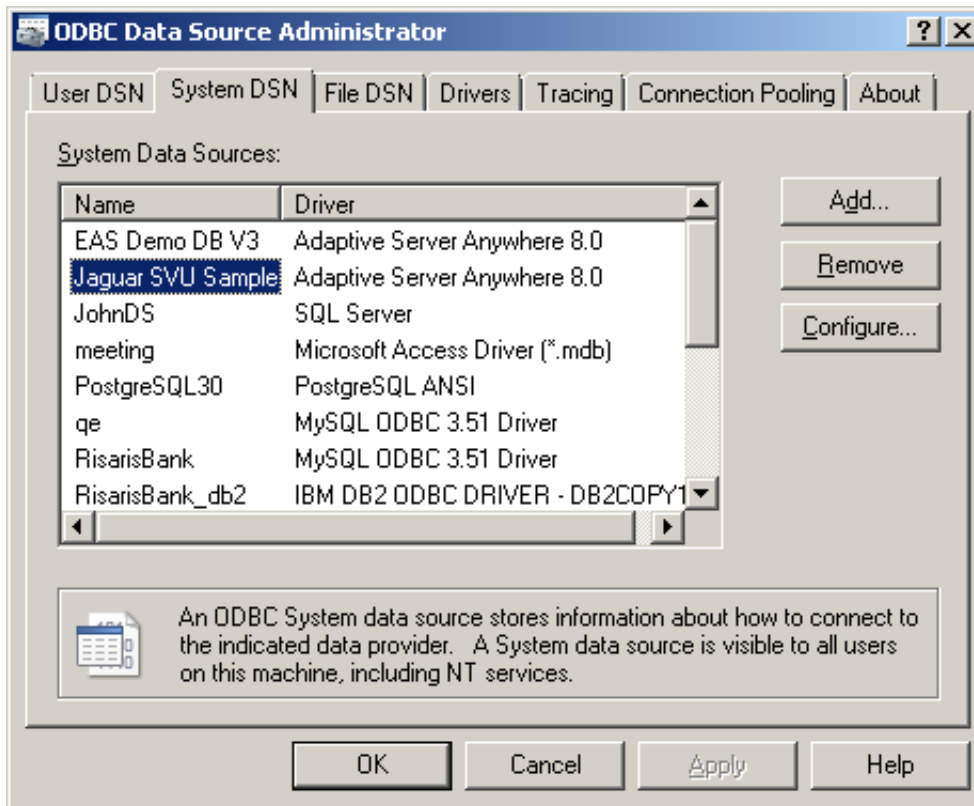 ODBC Data Source Administrator
User DSN System DSN File DSN Drivers Tracing Connection Pooling About
System Data Sources:
Name Driver
EAS Demo DB V3 Adaptive Server Anywhere 8.0
Jaguar SVU Sample Adaptive Server Anywhere 8.0
JohnDS SQL Server
meeting Microsoft Access Driver (*.mdb)
PostgreSQL30 PostgreSQL ANSI
qe MySQL ODBC 3.51 Driver
RisarisBank MySQL ODBC 3.51 Driver
RisarisBank_db2 IBM DB2 ODBC DRIVER - DB2COPY1
Add...
Remove
Configure...
An ODBC System data source stores information about how to connect to
the indicated data provider. A System data source is visible to all users
on this machine, including NT services.
OK Cancel Apply Help